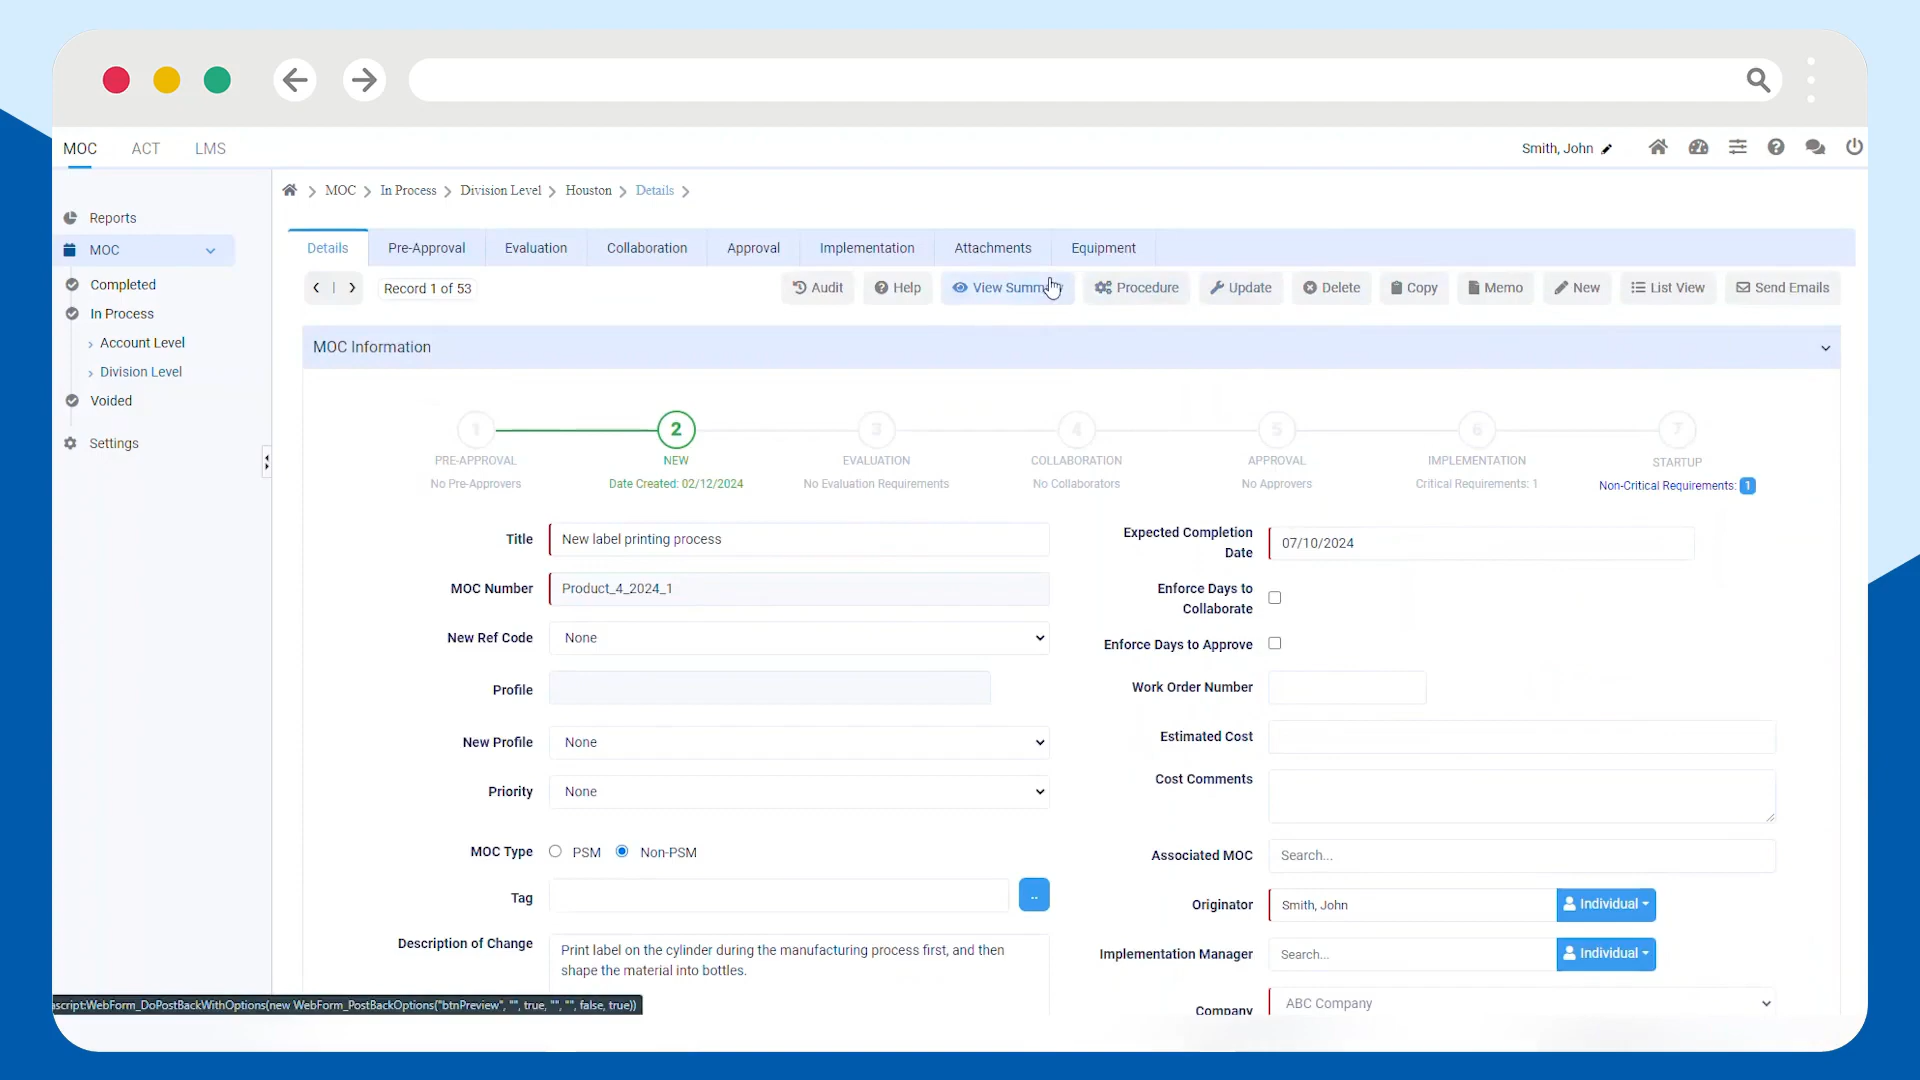 MOC ACT LMS
Smith, John
MOC In Process Division Level Houston Details
Reports
MOC
Completed
In Process
Account Level
Division Level
Voided
Settings
Details Pre-Approval Evaluation Collaboration Approval Implementation Attachments Equipment
Record 1 of 53
Audit Help View Summ Procedure Update Delete Copy Memo New List View Send Emails
MOC Information
1 2 3 4 5 6 7
PRE-APPROVAL NEW EVALUATION COLLABORATION APPROVAL IMPLEMENTATION STARTUP
No Pre-Approvers Date Created: 02/12/2024 No Evaluation Requirements No Collaborators No Approvers Critical Requirements: 1 Non-Critical Requirements: 1
Title New label printing process
MOC Number Product_4_2024_1
New Ref Code None
Profile
New Profile None
Priority None
MOC Type PSM Non-PSM
Tag ..
Description of Change Print label on the cylinder during the manufacturing process first, and then
shape the material into bottles.
Expected Completion
Date 07/10/2024
Enforce Days to
Collaborate
Enforce Days to Approve
Work Order Number
Estimated Cost
Cost Comments
Associated MOC Search...
Originator Smith, John Individual
Implementation Manager Search... Individual
Company ABC Company
ascript:WebForm_DoPostBackWithOptions(new WebForm_PostBackOptions("btnPreview", "", true, "", "", false, true))